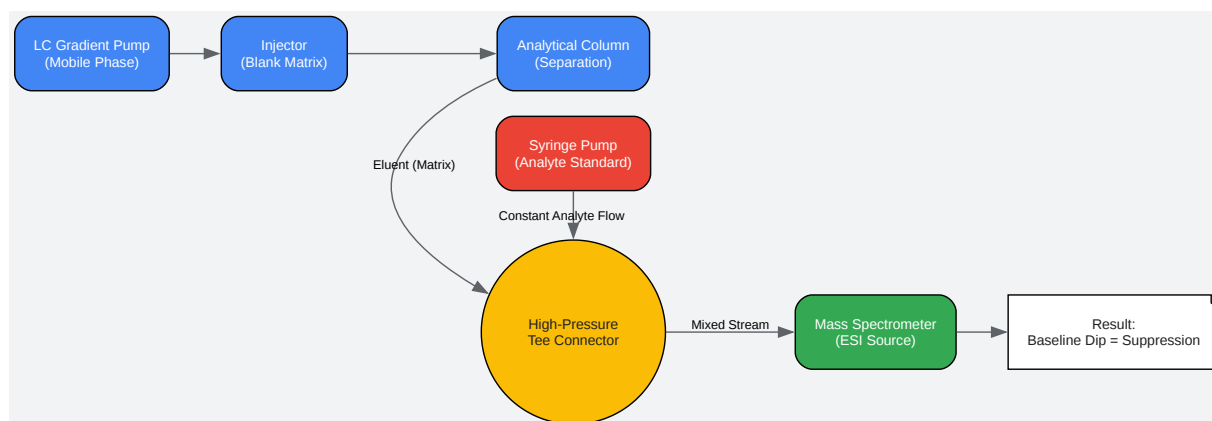 LC Gradient Pump
(Mobile Phase)
Injector
(Blank Matrix)
Analytical Column
(Separation)
Syringe Pump
(Analyte Standard)
Eluent (Matrix)
Constant Analyte Flow
High-Pressure
Tee Connector
Mixed Stream
Mass Spectrometer
(ESI Source)
Result:
Baseline Dip = Suppression